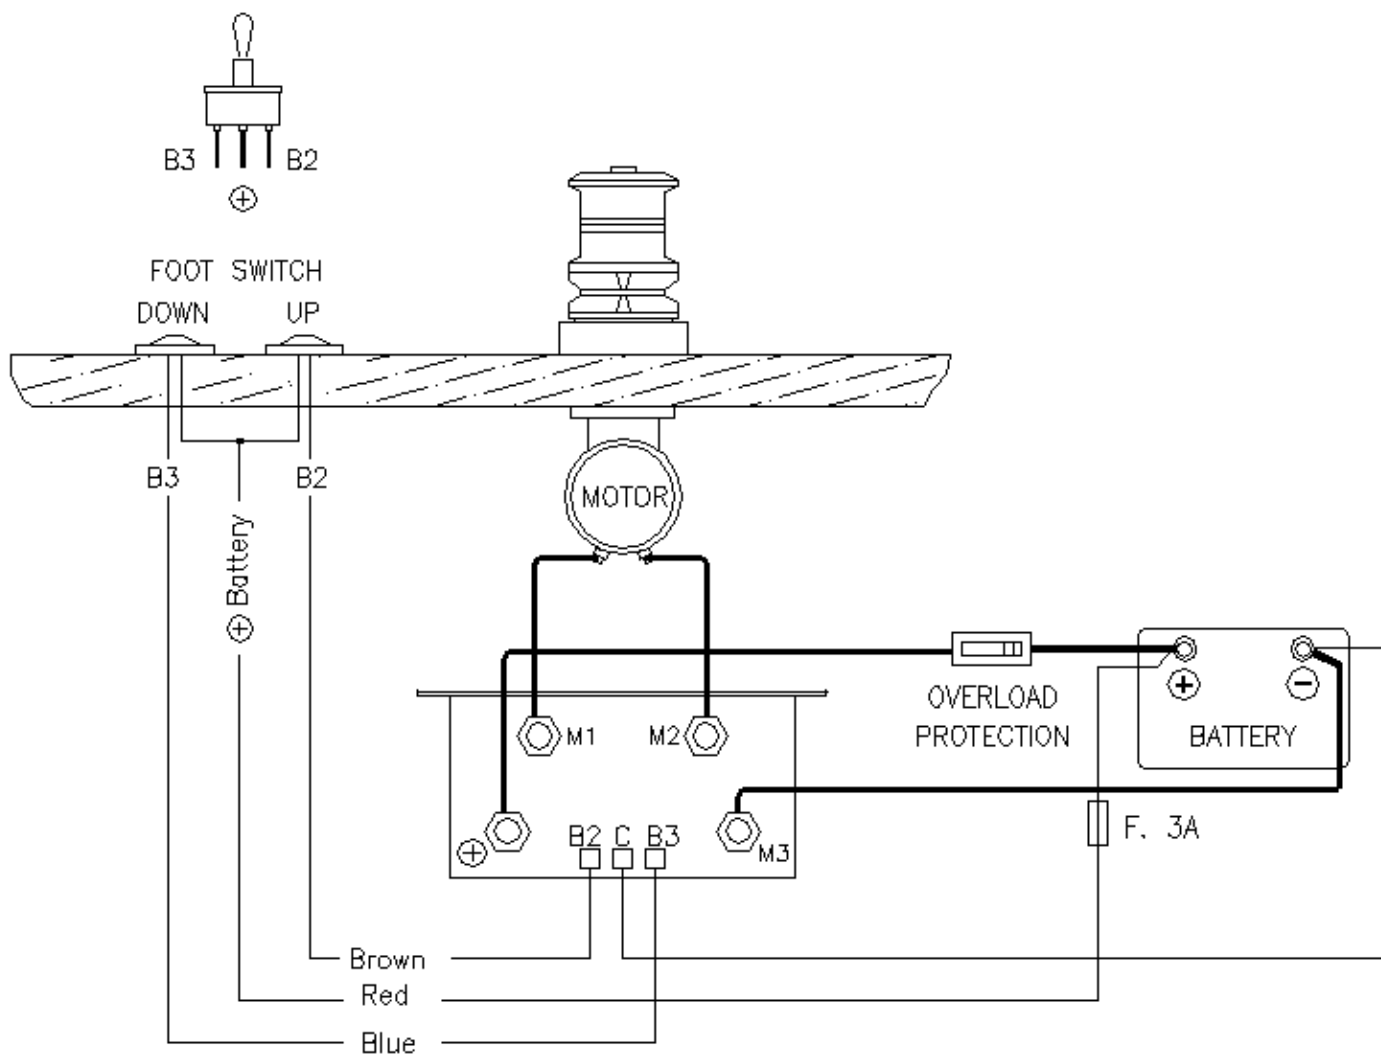 B3 B2
+
FOOT SWITCH
DOWN UP
B3 B2
+ Battery
MOTOR
M1 M2
OVERLOAD
PROTECTION
+ −
BATTERY
B2 C B3
+ M3
F. 3A
Brown
Red
Blue